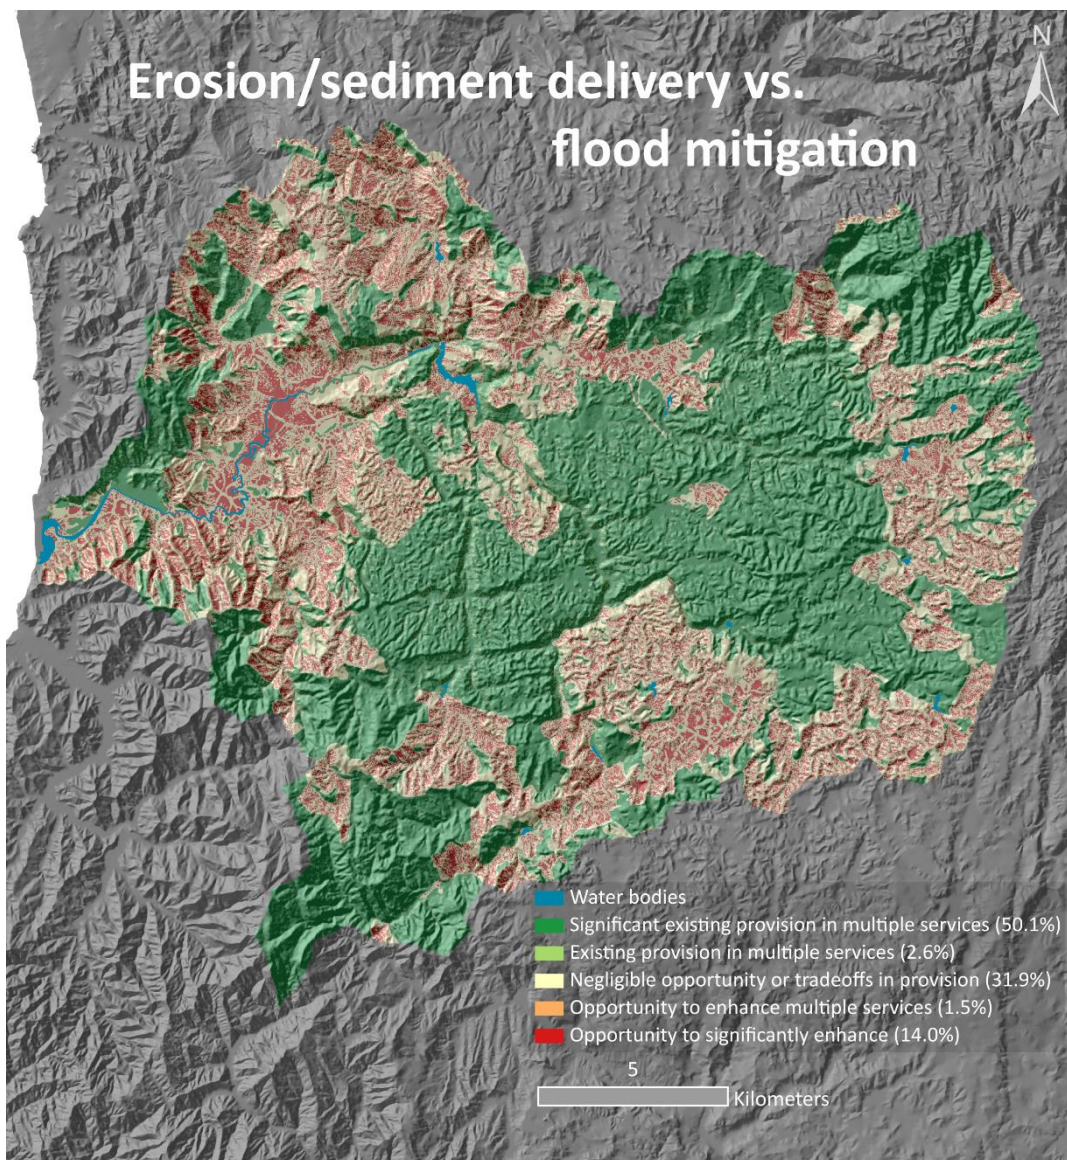 N
Erosion/sediment delivery vs.
flood mitigation
Water bodies
Significant existing provision in multiple services (50.1%)
Existing provision in multiple services (2.6%)
Negligible opportunity or tradeoffs in provision (31.9%)
Opportunity to enhance multiple services (1.5%)
Opportunity to significantly enhance (14.0%)
5
Kilometers